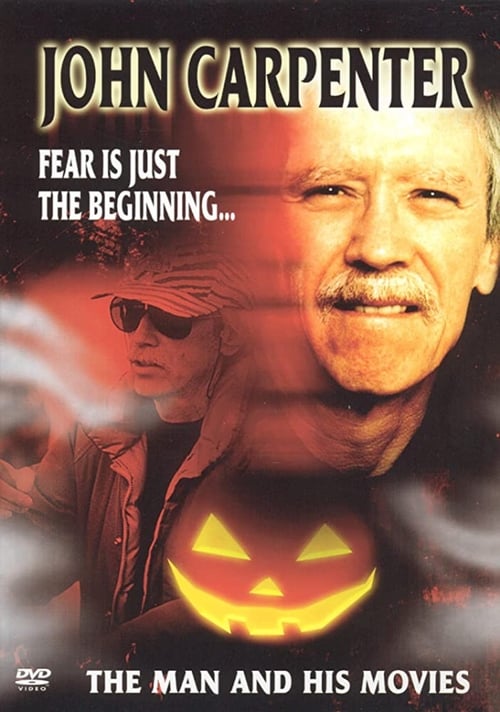 JOHN CARPENTER
FEAR IS JUST
THE BEGINNING...
DVD
VIDEO
THE MAN AND HIS MOVIES